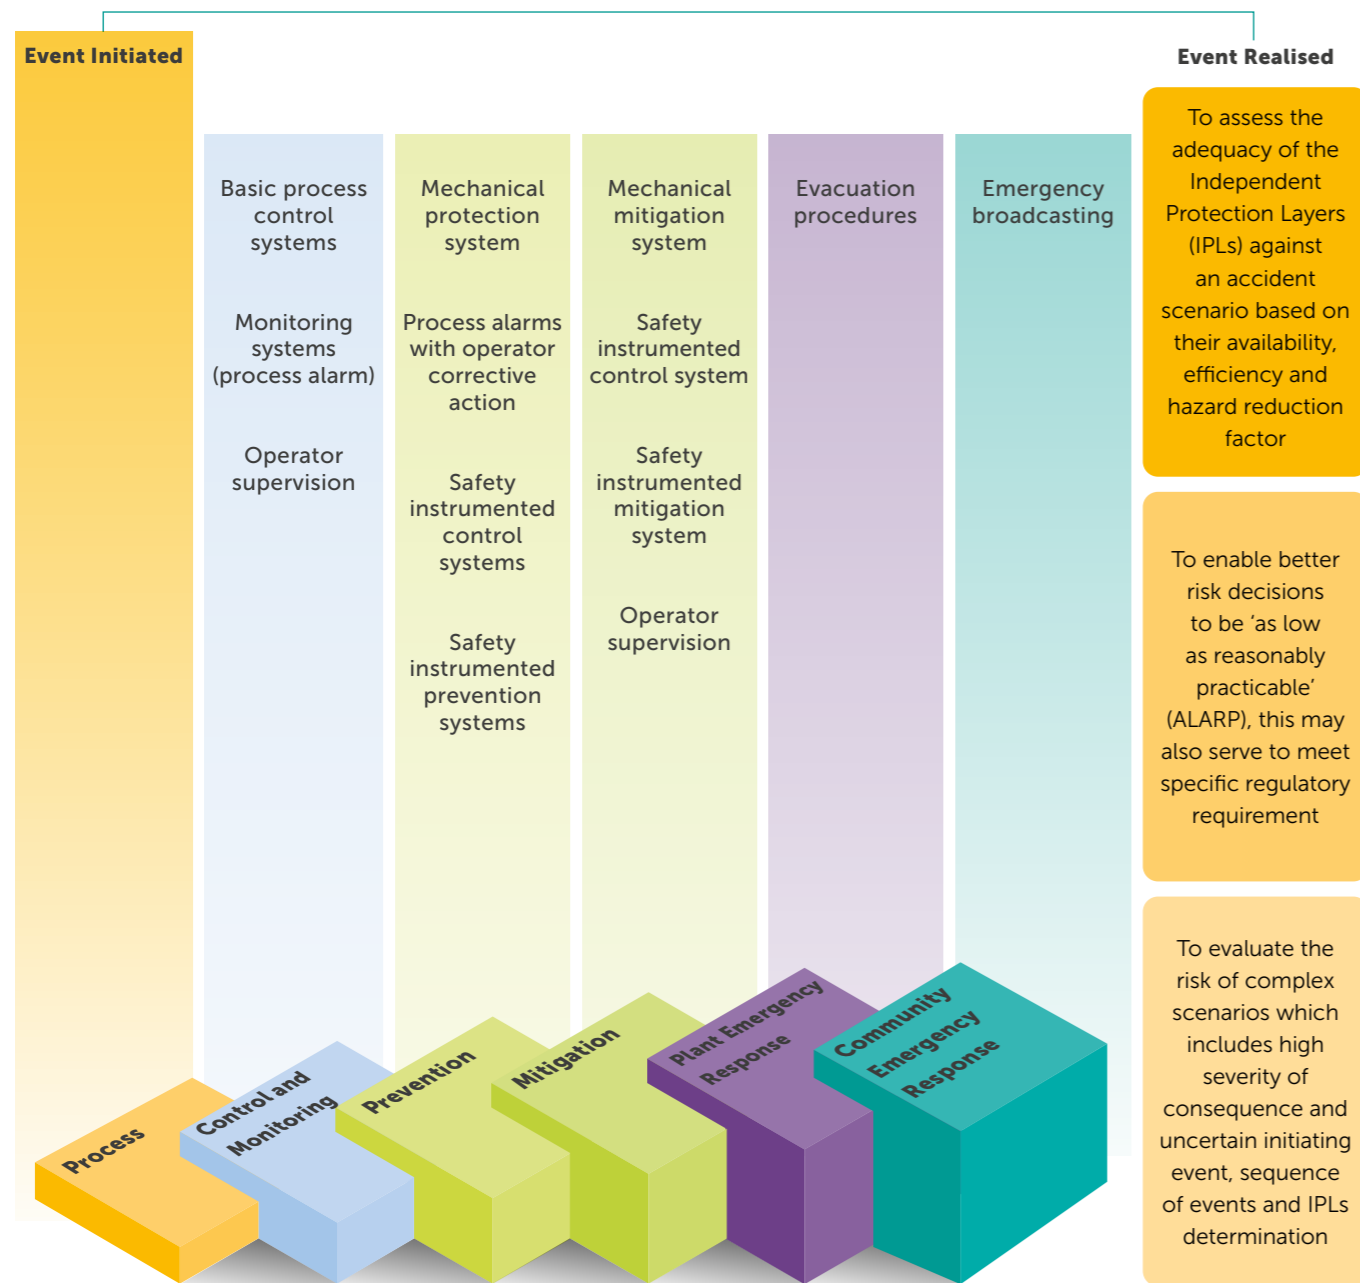 Event Initiated
Event Realised
Basic process
control
systems
Monitoring
systems
(process alarm)
Operator
supervision
Mechanical
protection
system
Process alarms
with operator
corrective
action
Safety
instrumented
control
systems
Safety
instrumented
prevention
systems
Mechanical
mitigation
system
Safety
instrumented
control system
Safety
instrumented
mitigation
system
Operator
supervision
Evacuation
procedures
Emergency
broadcasting
To assess the
adequacy of the
Independent
Protection Layers
(IPLs) against
an accident
scenario based on
their availability,
efficiency and
hazard reduction
factor
To enable better
risk decisions
to be ‘as low
as reasonably
practicable’
(ALARP), this may
also serve to meet
specific regulatory
requirement
To evaluate the
risk of complex
scenarios which
includes high
severity of
consequence and
uncertain initiating
event, sequence
of events and IPLs
determination
Process
Control and
Monitoring
Prevention
Mitigation
Plant Emergency
Response
Community
Emergency
Response